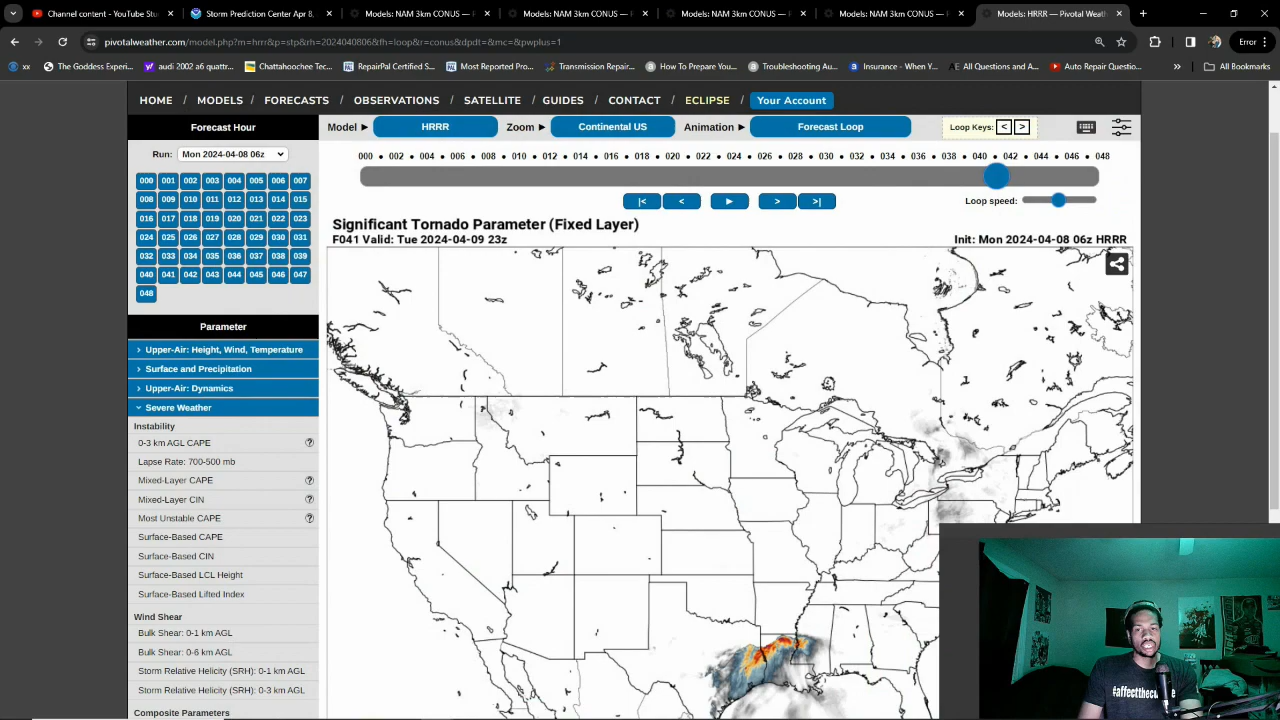 Channel content - YouTube Stu
Storm Prediction Center Apr 8,
Models: NAM 3km CONUS — F
Models: NAM 3km CONUS — F
Models: NAM 3km CONUS — F
Models: NAM 3km CONUS — F
Models: HRRR — Pivotal Weath
pivotalweather.com/model.php?m=hrrr&p=stp&rh=2024040806&fh=loop&r=conus&dpdt=&mc=&pwplus=1
Error
xx
The Goddess Experi...
audi 2002 a6 quattr...
Chattahoochee Tec...
RepairPal Certified S...
Most Reported Pro...
Transmission Repair...
How To Prepare You...
Troubleshooting Au...
Insurance - When Y...
All Questions and A...
Auto Repair Questio...
All Bookmarks
HOME / MODELS / FORECASTS / OBSERVATIONS / SATELLITE / GUIDES / CONTACT / ECLIPSE / Your Account
Forecast Hour
Run: Mon 2024-04-08 06z
000 001 002 003 004 005 006 007
008 009 010 011 012 013 014 015
016 017 018 019 020 021 022 023
024 025 026 027 028 029 030 031
032 033 034 035 036 037 038 039
040 041 042 043 044 045 046 047
048
Parameter
Upper-Air: Height, Wind, Temperature
Surface and Precipitation
Upper-Air: Dynamics
Severe Weather
Instability
0-3 km AGL CAPE ?
Lapse Rate: 700-500 mb
Mixed-Layer CAPE ?
Mixed-Layer CIN ?
Most Unstable CAPE ?
Surface-Based CAPE
Surface-Based CIN
Surface-Based LCL Height
Surface-Based Lifted Index
Wind Shear
Bulk Shear: 0-1 km AGL
Bulk Shear: 0-6 km AGL
Storm Relative Helicity (SRH): 0-1 km AGL
Storm Relative Helicity (SRH): 0-3 km AGL
Composite Parameters
Model ► HRRR Zoom ► Continental US Animation ► Forecast Loop Loop Keys: < >
000 • 002 • 004 • 006 • 008 • 010 • 012 • 014 • 016 • 018 • 020 • 022 • 024 • 026 • 028 • 030 • 032 • 034 • 036 • 038 • 040 • 042 • 044 • 046 • 048
|< < ► > >|
Loop speed:
Significant Tornado Parameter (Fixed Layer)
F041 Valid: Tue 2024-04-09 23z
Init: Mon 2024-04-08 06z HRRR